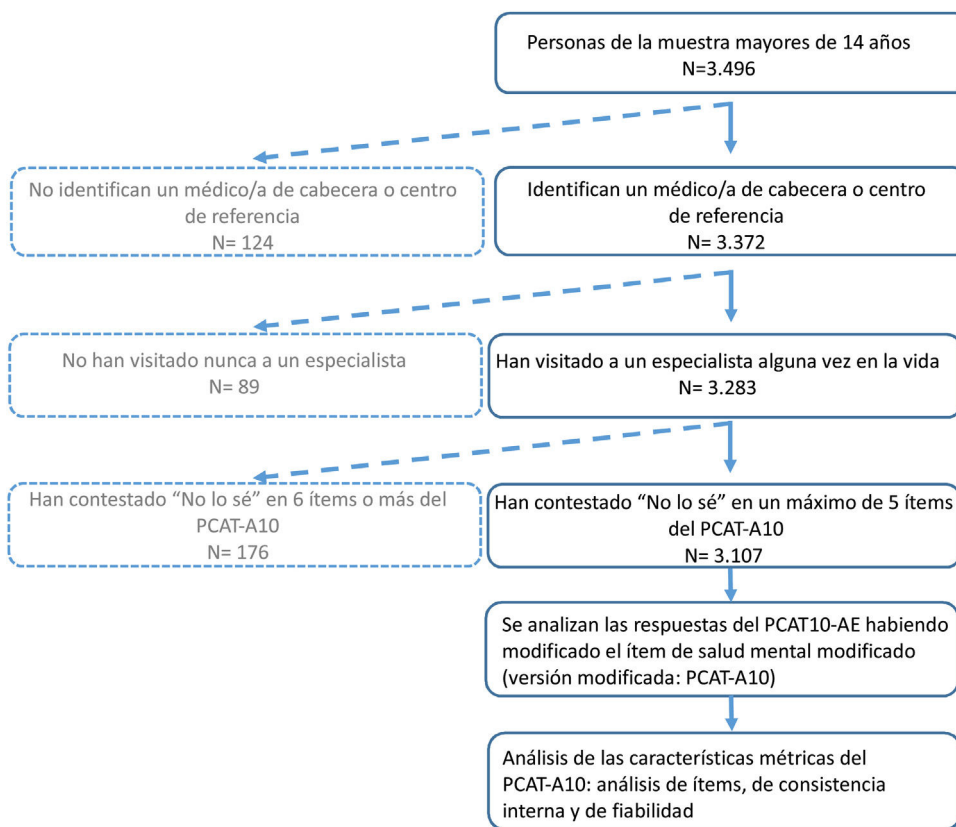 Personas de la muestra mayores de 14 años
N=3.496
No identifican un médico/a de cabecera o centro
de referencia
N= 124
Identifican un médico/a de cabecera o centro
de referencia
N= 3.372
No han visitado nunca a un especialista
N= 89
Han visitado a un especialista alguna vez en la vida
N= 3.283
Han contestado “No lo sé” en 6 ítems o más del
PCAT-A10
N= 176
Han contestado “No lo sé” en un máximo de 5 ítems
del PCAT-A10
N= 3.107
Se analizan las respuestas del PCAT10-AE habiendo
modificado el ítem de salud mental modificado
(versión modificada: PCAT-A10)
Análisis de las características métricas del
PCAT-A10: análisis de ítems, de consistencia
interna y de fiabilidad